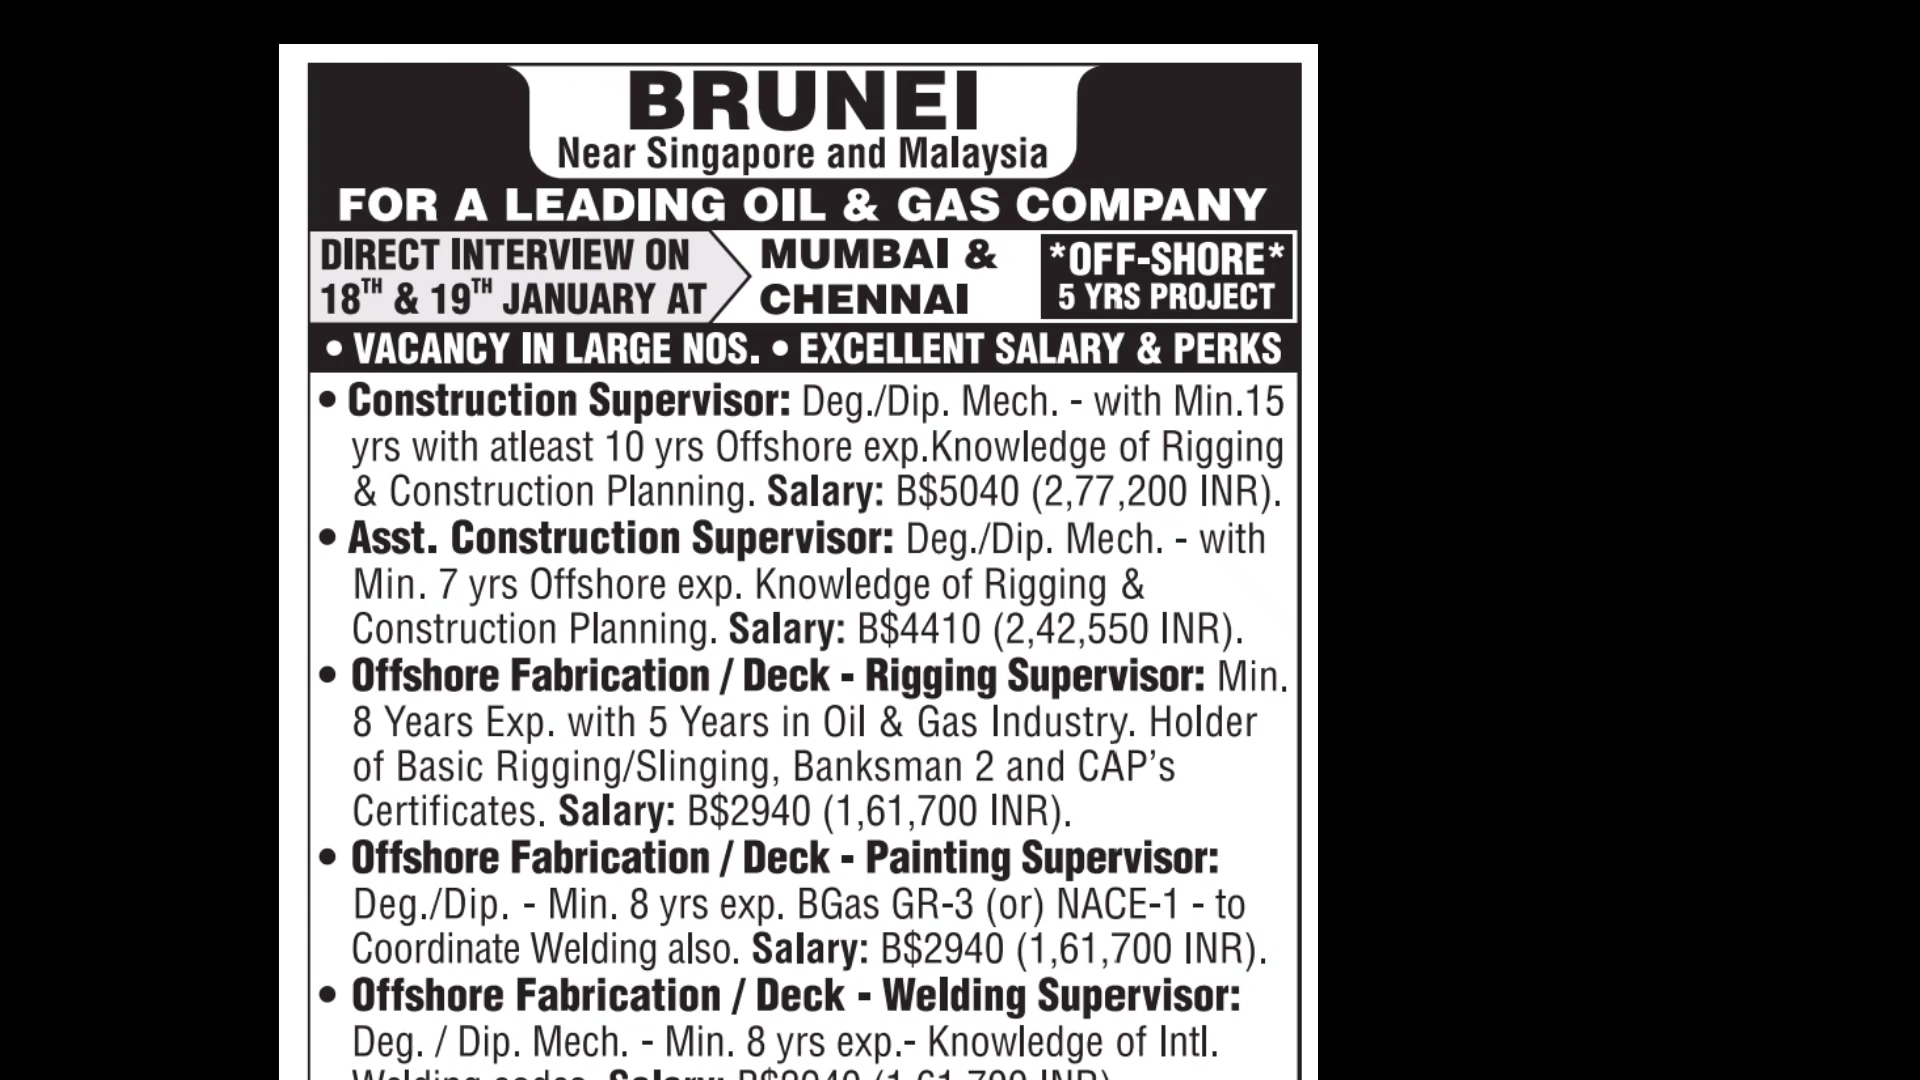 BRUNEI
Near Singapore and Malaysia
FOR A LEADING OIL & GAS COMPANY
DIRECT INTERVIEW ON
18TH & 19TH JANUARY AT
MUMBAI &
CHENNAI
*OFF-SHORE*
5 YRS PROJECT
• VACANCY IN LARGE NOS. • EXCELLENT SALARY & PERKS
• Construction Supervisor: Deg./Dip. Mech. - with Min.15
yrs with atleast 10 yrs Offshore exp.Knowledge of Rigging
& Construction Planning. Salary: B$5040 (2,77,200 INR).
• Asst. Construction Supervisor: Deg./Dip. Mech. - with
Min. 7 yrs Offshore exp. Knowledge of Rigging &
Construction Planning. Salary: B$4410 (2,42,550 INR).
• Offshore Fabrication / Deck - Rigging Supervisor: Min.
8 Years Exp. with 5 Years in Oil & Gas Industry. Holder
of Basic Rigging/Slinging, Banksman 2 and CAP's
Certificates. Salary: B$2940 (1,61,700 INR).
• Offshore Fabrication / Deck - Painting Supervisor:
Deg./Dip. - Min. 8 yrs exp. BGas GR-3 (or) NACE-1 - to
Coordinate Welding also. Salary: B$2940 (1,61,700 INR).
• Offshore Fabrication / Deck - Welding Supervisor:
Deg. / Dip. Mech. - Min. 8 yrs exp.- Knowledge of Intl.
Welding codes. Salary: B$2940 (1,61,700 INR)